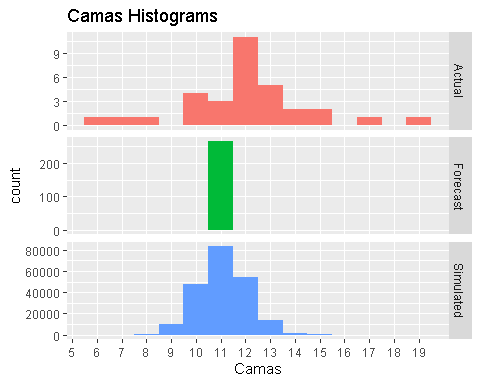 Camas Histograms
count
9
6
3
0
Actual
200
100
0
Forecast
80000
60000
40000
20000
0
Simulated
5 6 7 8 9 10 11 12 13 14 15 16 17 18 19
Camas